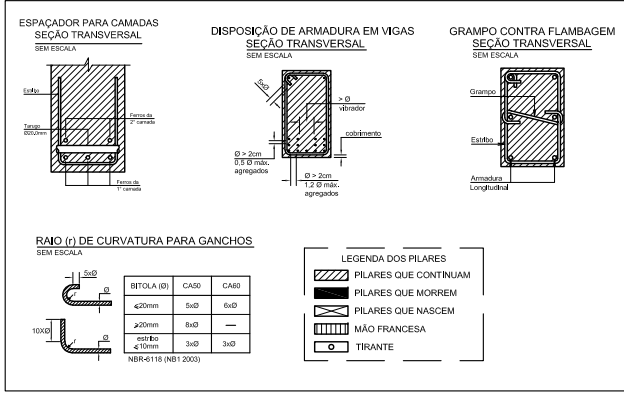 ESPAÇADOR PARA CAMADAS
SEÇÃO TRANSVERSAL
SEM ESCALA
Estribo
Tarugo
Ø20,0mm
Ferros da
2° camada
Ferros da
1° camada
DISPOSIÇÃO DE ARMADURA EM VIGAS
SEÇÃO TRANSVERSAL
SEM ESCALA
5xØ
> Ø
vibrador
cobrimento
Ø > 2cm
0,5 Ø máx.
agregados
Ø > 2cm
1,2 Ø máx.
agregados
GRAMPO CONTRA FLAMBAGEM
SEÇÃO TRANSVERSAL
SEM ESCALA
Grampo
Estribo
Armadura
Longitudinal
RAIO (r) DE CURVATURA PARA GANCHOS
SEM ESCALA
5xØ
Ø
r
10XØ
Ø
r
BITOLA (Ø) CA50 CA60
⩽20mm 5xØ 6xØ
⩾20mm 8xØ —
estribo
⩽10mm 3xØ 3xØ
NBR-6118 (NB1 2003)
LEGENDA DOS PILARES
PILARES QUE CONTINUAM
PILARES QUE MORREM
PILARES QUE NASCEM
MÃO FRANCESA
TIRANTE